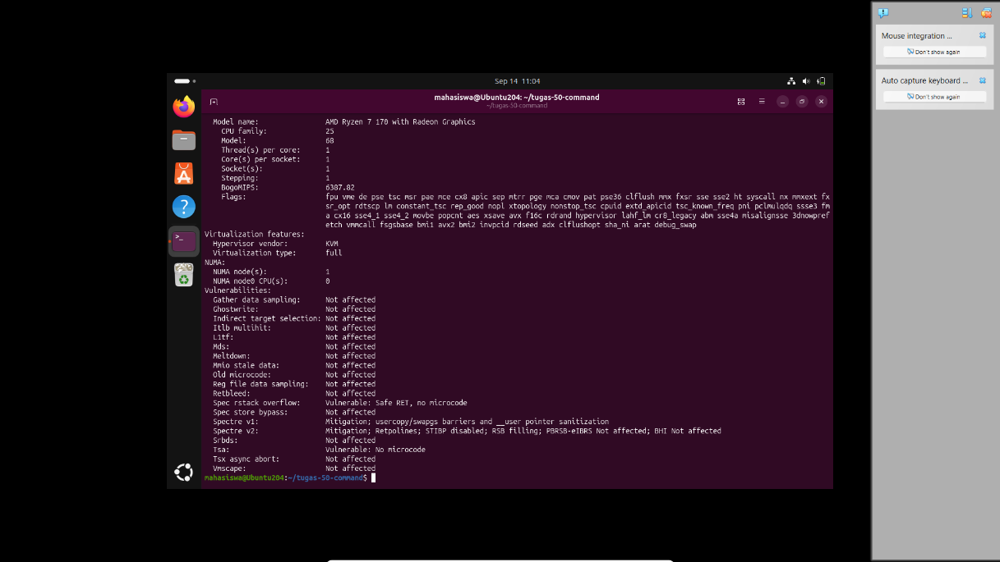 Sep 14 11:04
mahasiswa@Ubuntu204: ~/tugas-50-command
~/tugas-50-command
Model name: AMD Ryzen 7 170 with Radeon Graphics
CPU family: 25
Model: 68
Thread(s) per core: 1
Core(s) per socket: 1
Socket(s): 1
Stepping: 1
BogoMIPS: 6387.82
Flags: fpu vme de pse tsc msr pae mce cx8 apic sep mtrr pge mca cmov pat pse36 clflush mmx fxsr sse sse2 ht syscall nx mmxext fx
sr_opt rdtscp lm constant_tsc rep_good nopl xtopology nonstop_tsc cpuid extd_apicid tsc_known_freq pni pclmulqdq ssse3 fm
a cx16 sse4_1 sse4_2 movbe popcnt aes xsave avx f16c rdrand hypervisor lahf_lm cr8_legacy abm sse4a misalignsse 3dnowpref
etch vmmcall fsgsbase bmi1 avx2 bmi2 invpcid rdseed adx clflushopt sha_ni arat debug_swap
Virtualization features:
Hypervisor vendor: KVM
Virtualization type: full
NUMA:
NUMA node(s): 1
NUMA node0 CPU(s): 0
Vulnerabilities:
Gather data sampling: Not affected
Ghostwrite: Not affected
Indirect target selection: Not affected
Itlb multihit: Not affected
L1tf: Not affected
Mds: Not affected
Meltdown: Not affected
Mmio stale data: Not affected
Old microcode: Not affected
Reg file data sampling: Not affected
Retbleed: Not affected
Spec rstack overflow: Vulnerable: Safe RET, no microcode
Spec store bypass: Not affected
Spectre v1: Mitigation; usercopy/swapgs barriers and __user pointer sanitization
Spectre v2: Mitigation; Retpolines; STIBP disabled; RSB filling; PBRSB-eIBRS Not affected; BHI Not affected
Srbds: Not affected
Tsa: Vulnerable: No microcode
Tsx async abort: Not affected
Vmscape: Not affected
mahasiswa@Ubuntu204:~/tugas-50-command$
Mouse integration ...
Don't show again
Auto capture keyboard ...
Don't show again